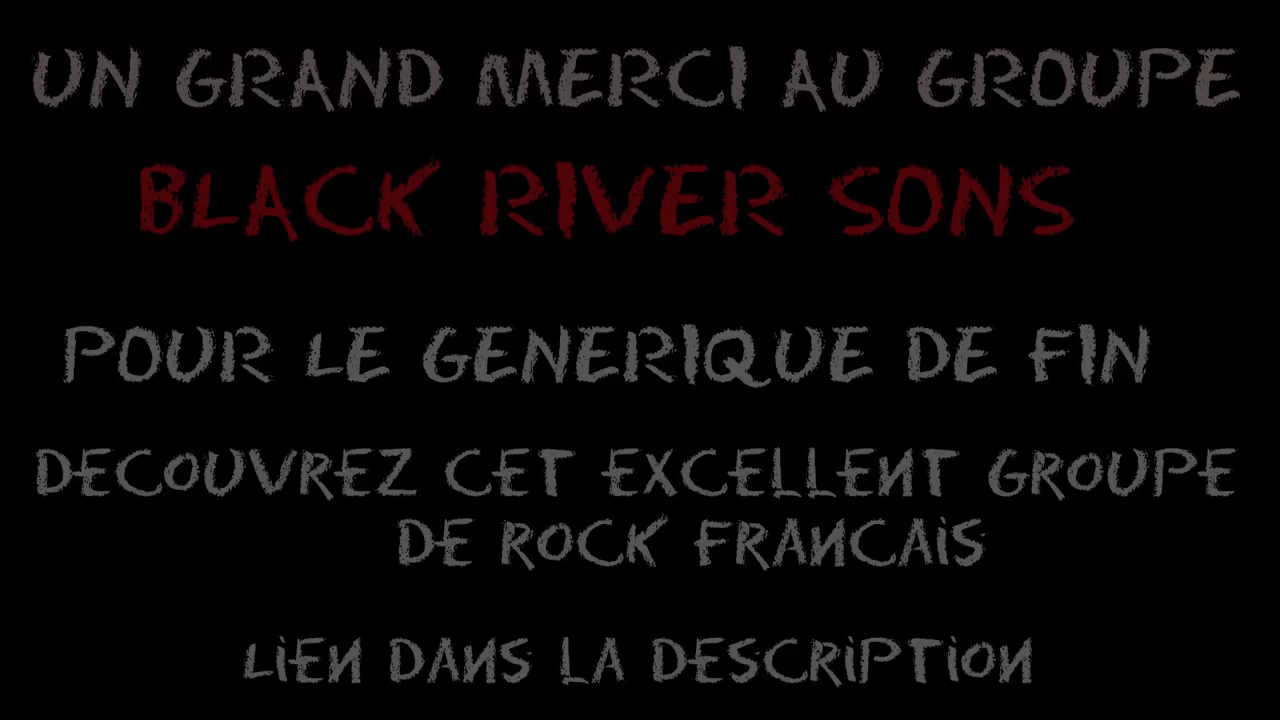 UN GRAND MERCI AU GROUPE
BLACK RIVER SONS
POUR LE GENERIQUE DE FIN
DECOUVREZ CET EXCELLENT GROUPE
DE ROCK FRANCAIS
LIEN DANS LA DESCRIPTION